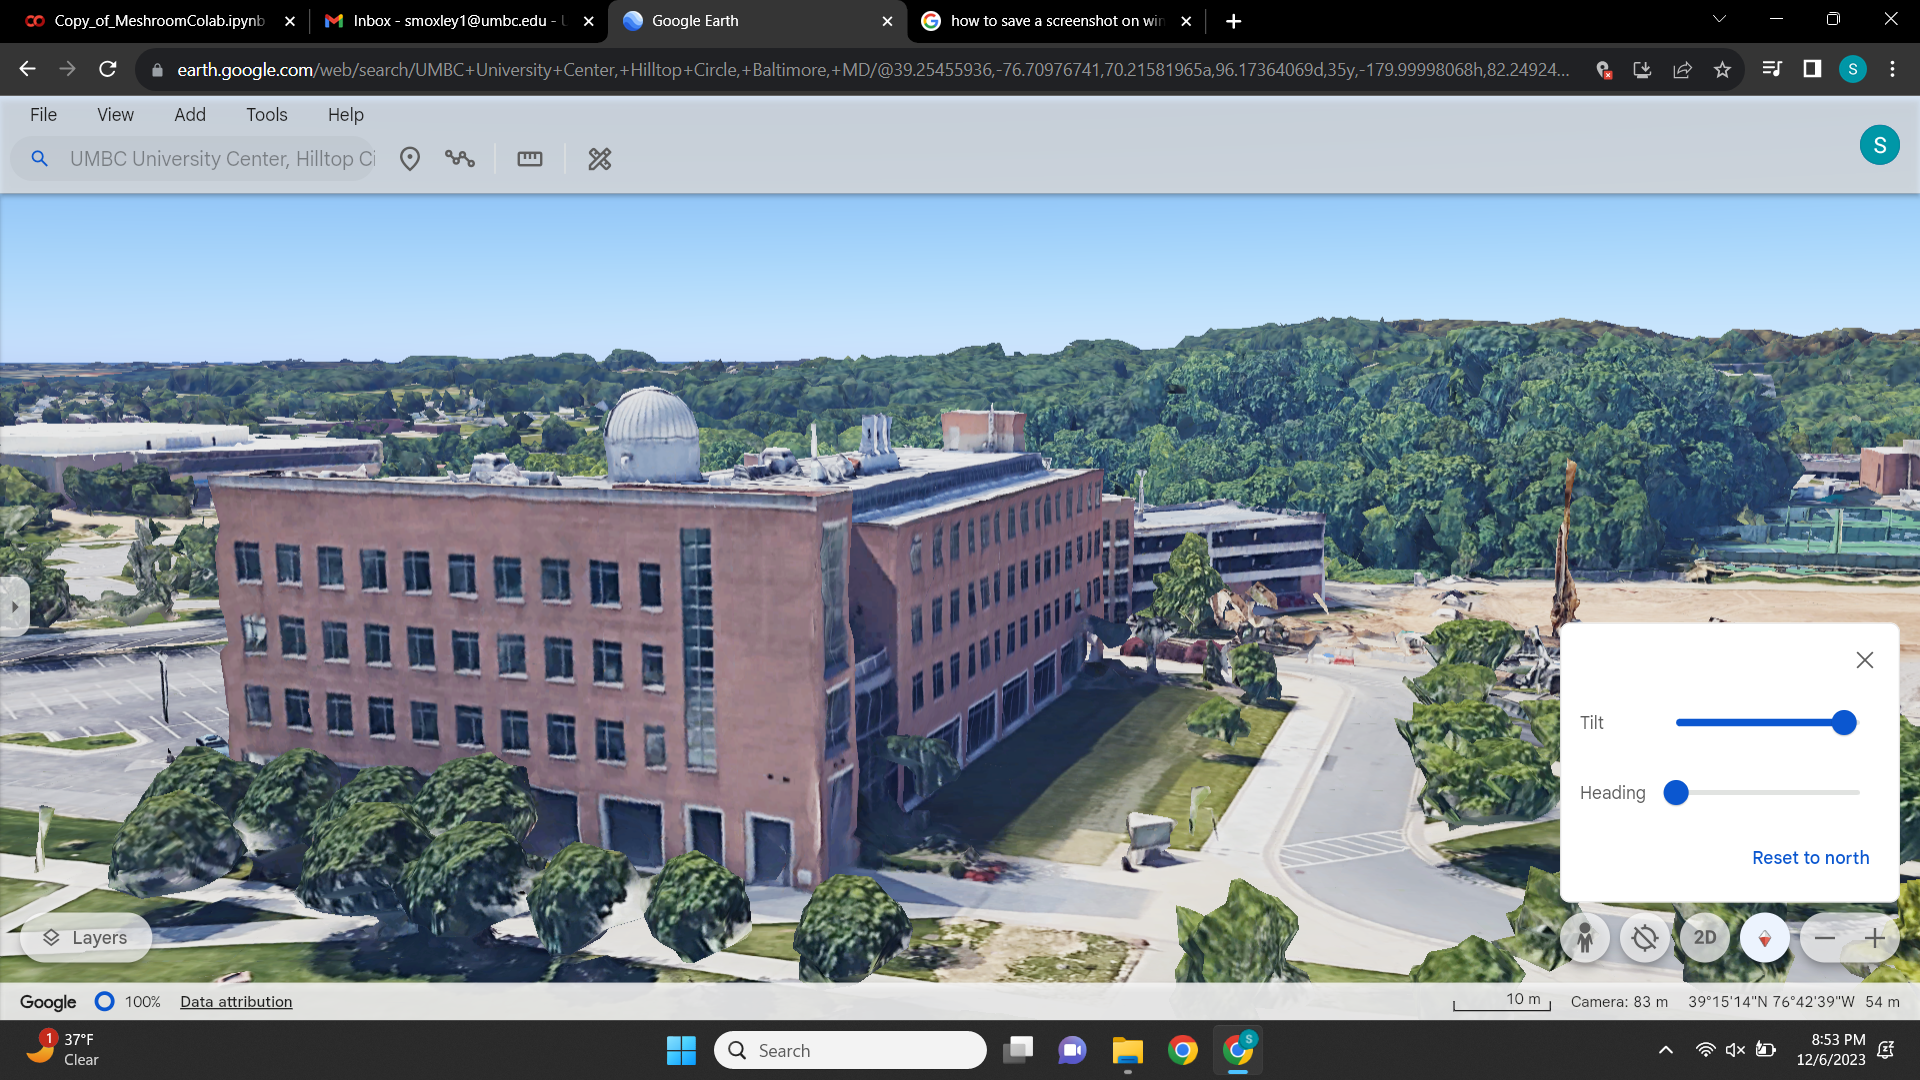 Copy_of_MeshroomColab.ipynb
Inbox - smoxley1@umbc.edu - U
Google Earth
how to save a screenshot on win
earth.google.com/web/search/UMBC+University+Center,+Hilltop+Circle,+Baltimore,+MD/@39.25455936,-76.70976741,70.21581965a,96.17364069d,35y,-179.99998068h,82.24924...
S
File View Add Tools Help
UMBC University Center, Hilltop Ci
S
Tilt
Heading
Reset to north
Layers
2D
Google 100% Data attribution
10 m Camera: 83 m 39°15'14"N 76°42'39"W 54 m
1
37°F
Clear
Search
S
8:53 PM
12/6/2023